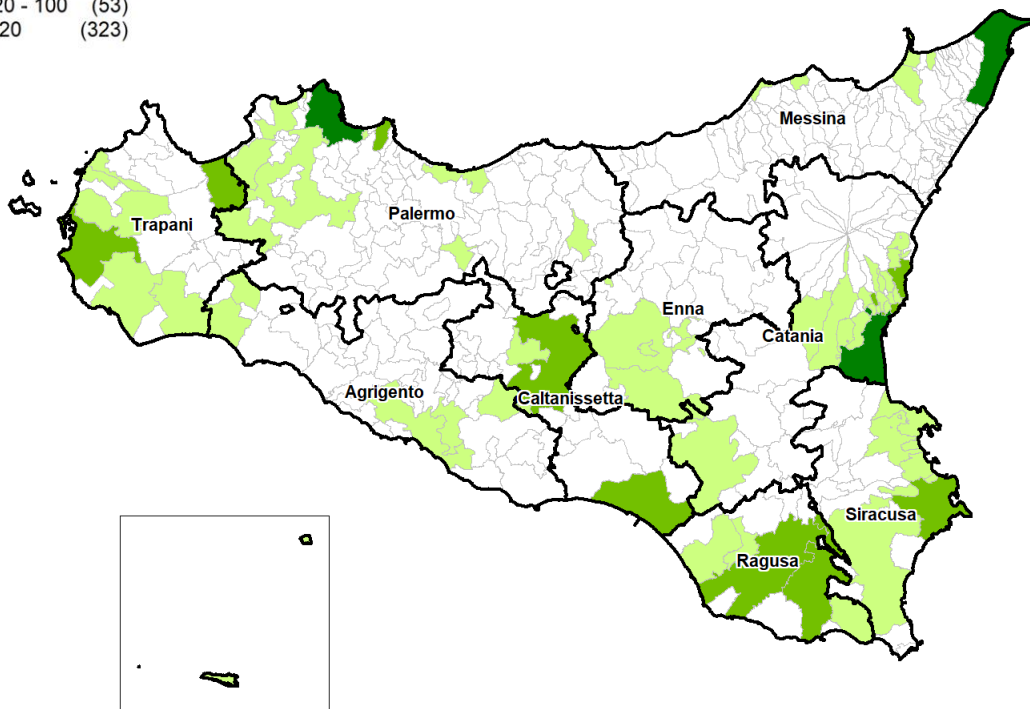 20 - 100 (53)
20 (323)
Messina
Palermo
Trapani
Enna
Catania
Agrigento
Caltanissetta
Siracusa
Ragusa